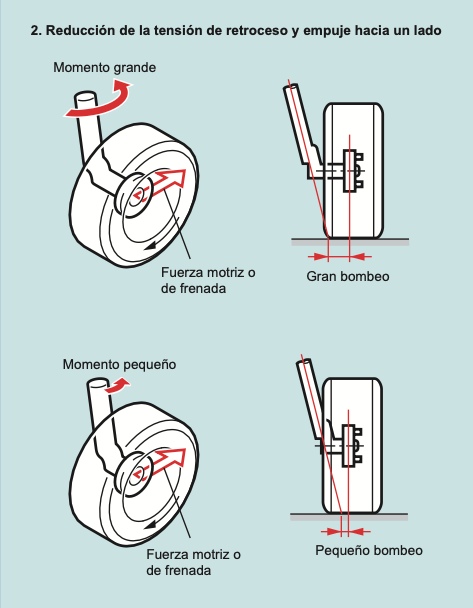 2. Reducción de la tensión de retroceso y empuje hacia un lado
Momento grande
Fuerza motriz o
de frenada
Gran bombeo
Momento pequeño
Fuerza motriz o
de frenada
Pequeño bombeo